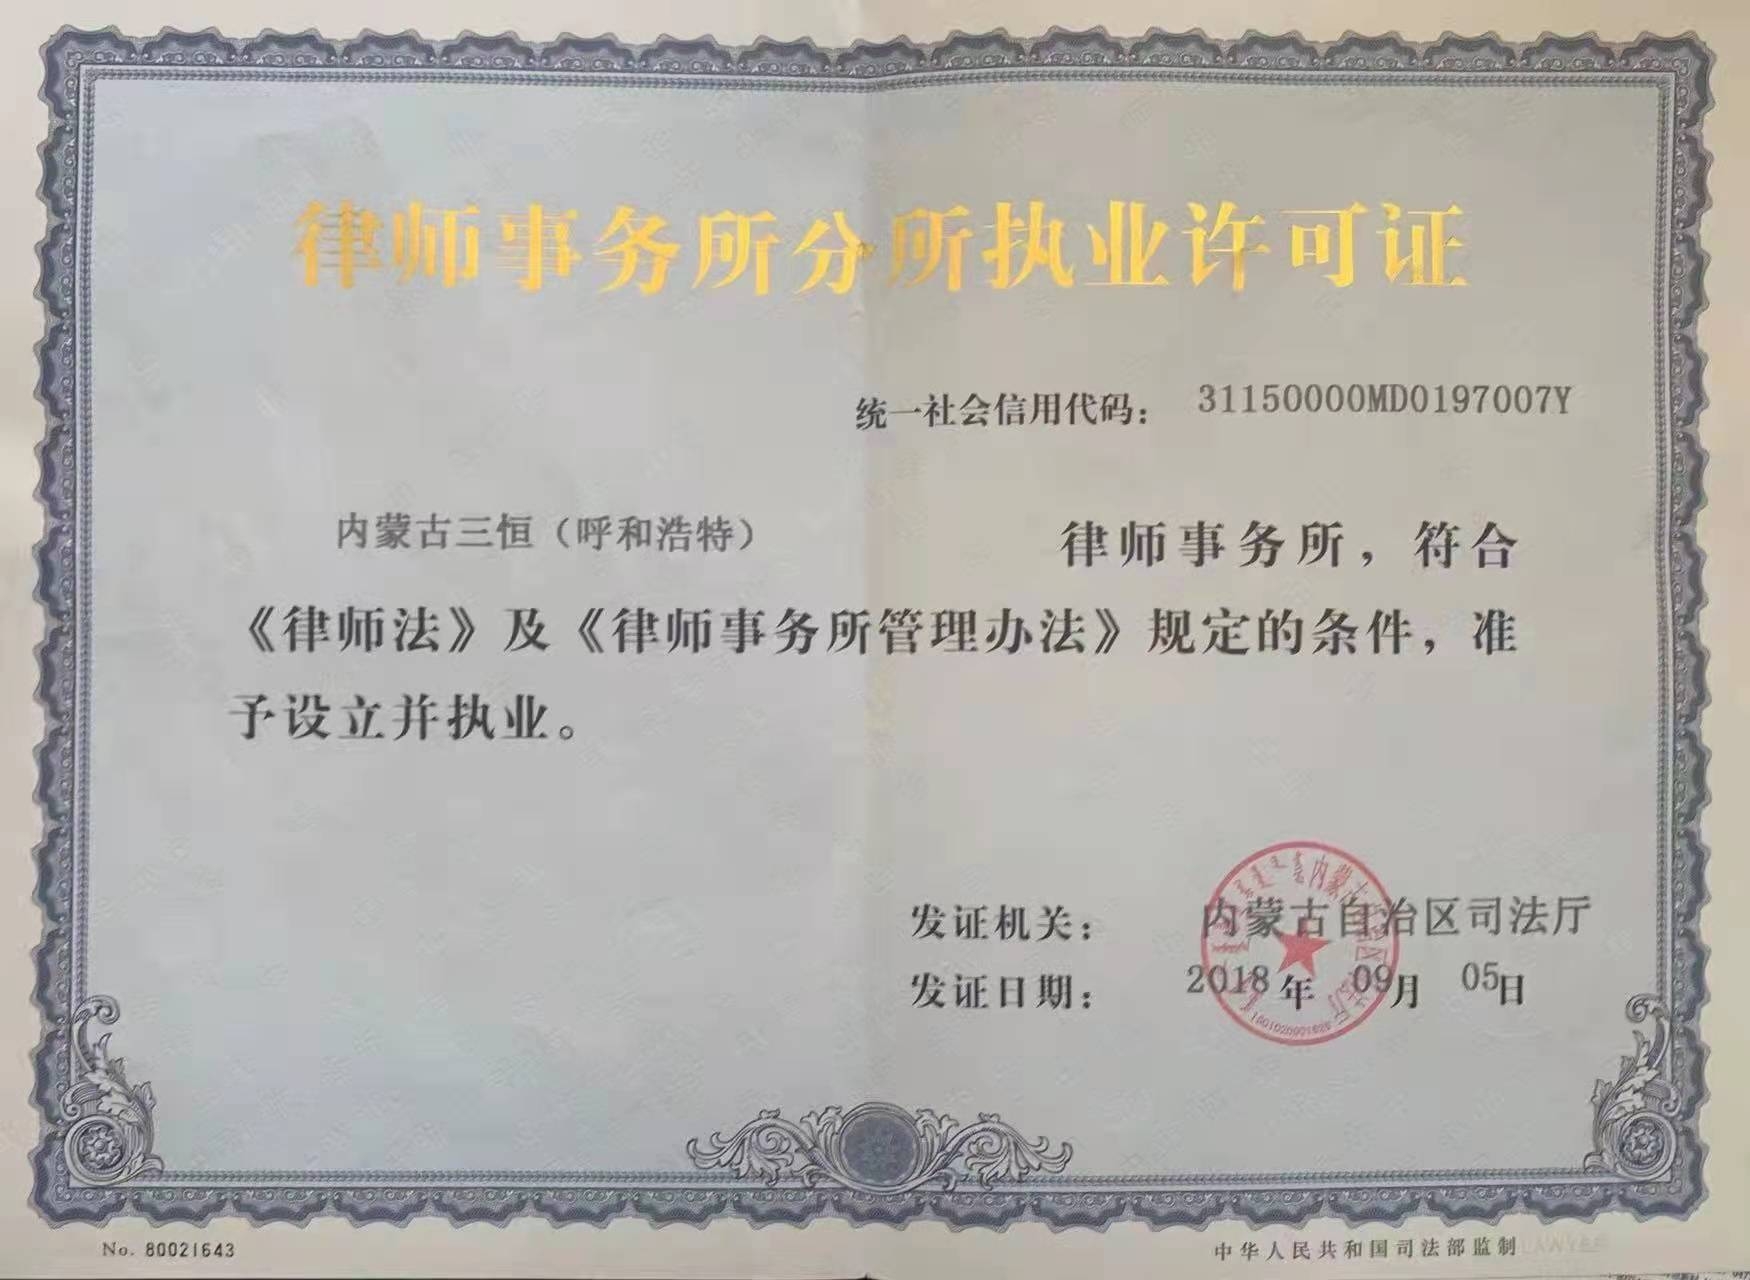 律师事务所分所执业许可证
统一社会信用代码： 31150000MD0197007Y
内蒙古三恒（呼和浩特） 律师事务所，符合
《律师法》及《律师事务所管理办法》规定的条件，准
予设立并执业。
发证机关： 内蒙古自治区司法厅
发证日期： 2018 年 09月 05日
No. 80021643
中华人民共和国司法部监制